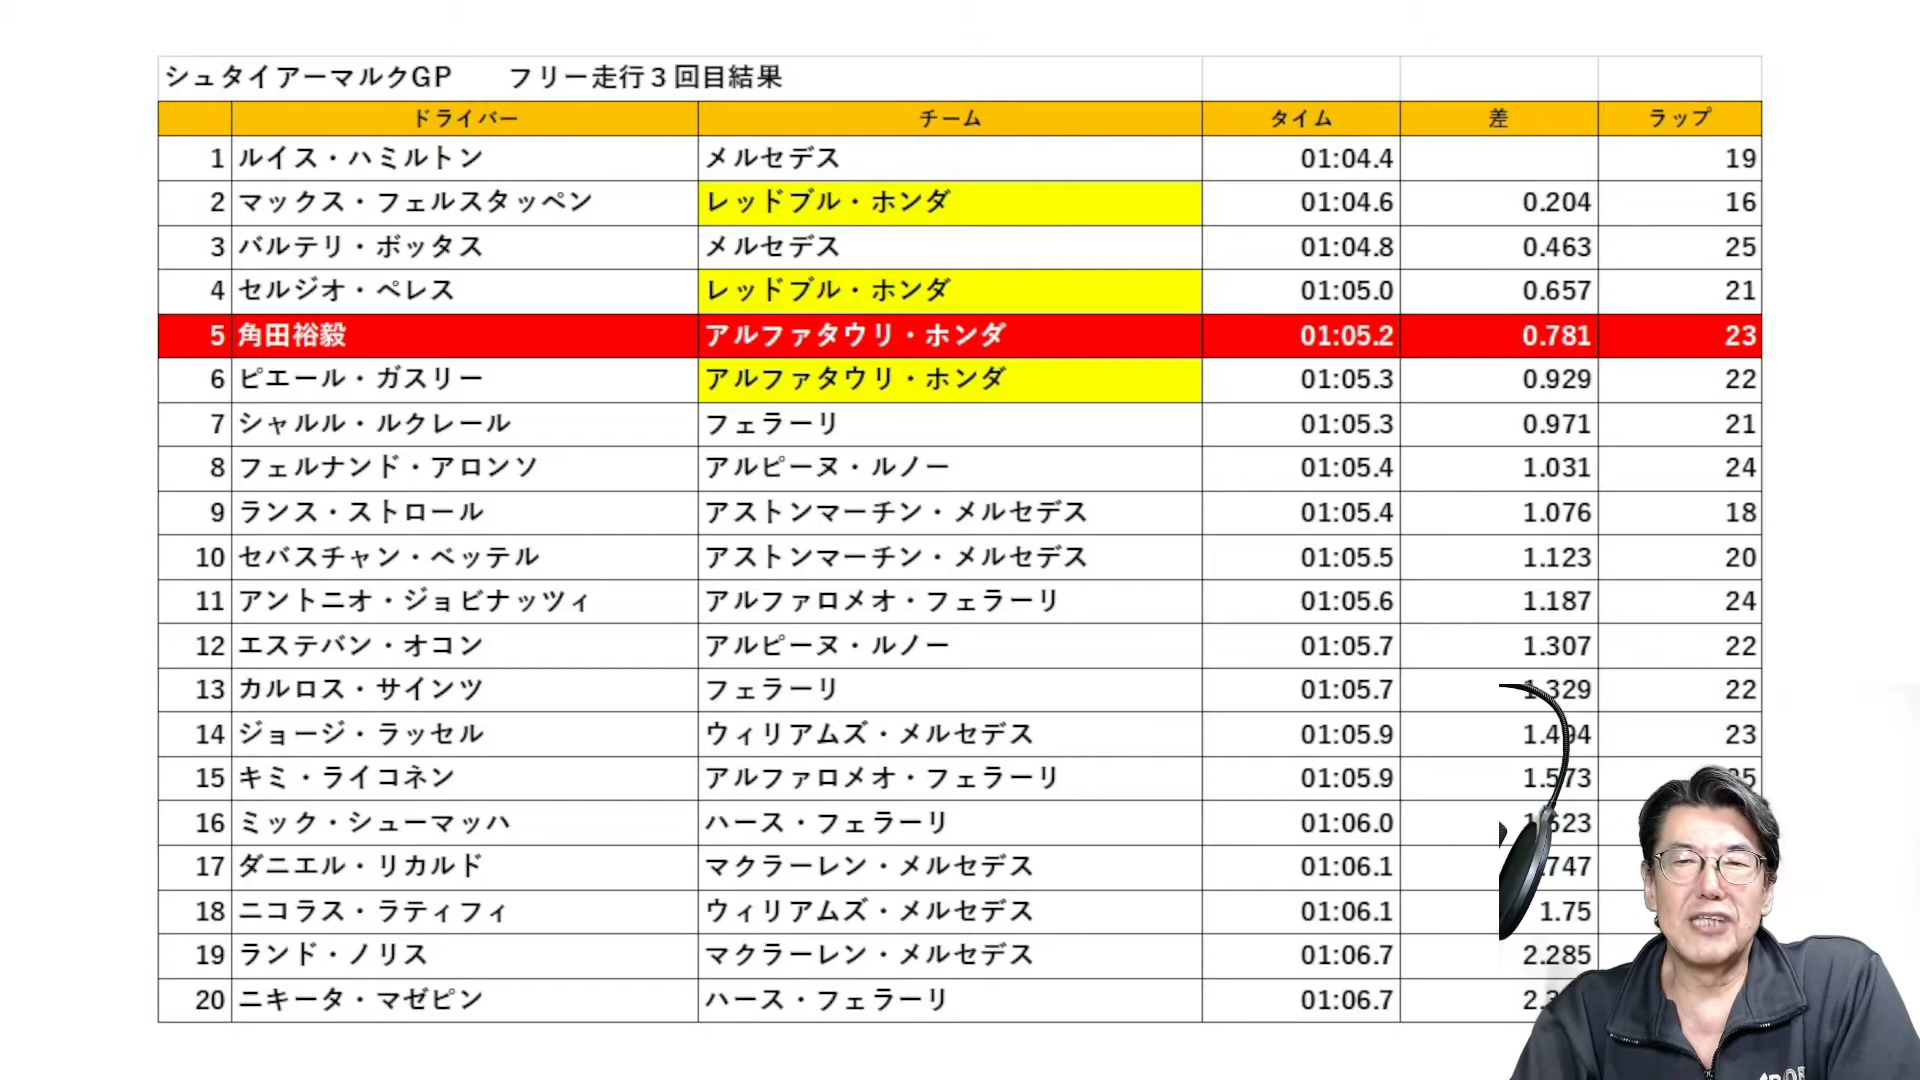 シュタイアーマルクGP フリー走行３回目結果
ドライバー チーム タイム 差 ラップ
1 ルイス・ハミルトン メルセデス 01:04.4 19
2 マックス・フェルスタッペン レッドブル・ホンダ 01:04.6 0.204 16
3 バルテリ・ボッタス メルセデス 01:04.8 0.463 25
4 セルジオ・ペレス レッドブル・ホンダ 01:05.0 0.657 21
5 角田裕毅 アルファタウリ・ホンダ 01:05.2 0.781 23
6 ピエール・ガスリー アルファタウリ・ホンダ 01:05.3 0.929 22
7 シャルル・ルクレール フェラーリ 01:05.3 0.971 21
8 フェルナンド・アロンソ アルピーヌ・ルノー 01:05.4 1.031 24
9 ランス・ストロール アストンマーチン・メルセデス 01:05.4 1.076 18
10 セバスチャン・ベッテル アストンマーチン・メルセデス 01:05.5 1.123 20
11 アントニオ・ジョビナッツィ アルファロメオ・フェラーリ 01:05.6 1.187 24
12 エステバン・オコン アルピーヌ・ルノー 01:05.7 1.307 22
13 カルロス・サインツ フェラーリ 01:05.7 1.329 22
14 ジョージ・ラッセル ウィリアムズ・メルセデス 01:05.9 23
15 キミ・ライコネン アルファロメオ・フェラーリ 01:05.9 1.573
16 ミック・シューマッハ ハース・フェラーリ 01:06.0
17 ダニエル・リカルド マクラーレン・メルセデス 01:06.1
18 ニコラス・ラティフィ ウィリアムズ・メルセデス 01:06.1 1.75
19 ランド・ノリス マクラーレン・メルセデス 01:06.7 2.285
20 ニキータ・マゼピン ハース・フェラーリ 01:06.7